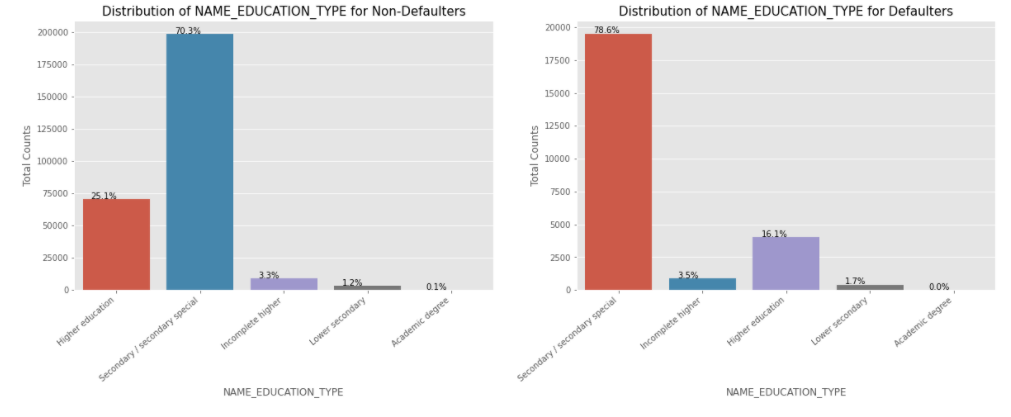 Distribution of NAME_EDUCATION_TYPE for Non-Defaulters
200000
175000
150000
125000
100000
75000
50000
25000
0
Total Counts
25.1%
70.3%
3.3%
1.2%
0.1%
Higher education
Secondary / secondary special
Incomplete higher
Lower secondary
Academic degree
NAME_EDUCATION_TYPE
Distribution of NAME_EDUCATION_TYPE for Defaulters
20000
17500
15000
12500
10000
7500
5000
2500
0
Total Counts
78.6%
3.5%
16.1%
1.7%
0.0%
Secondary / secondary special
Incomplete higher
Higher education
Lower secondary
Academic degree
NAME_EDUCATION_TYPE